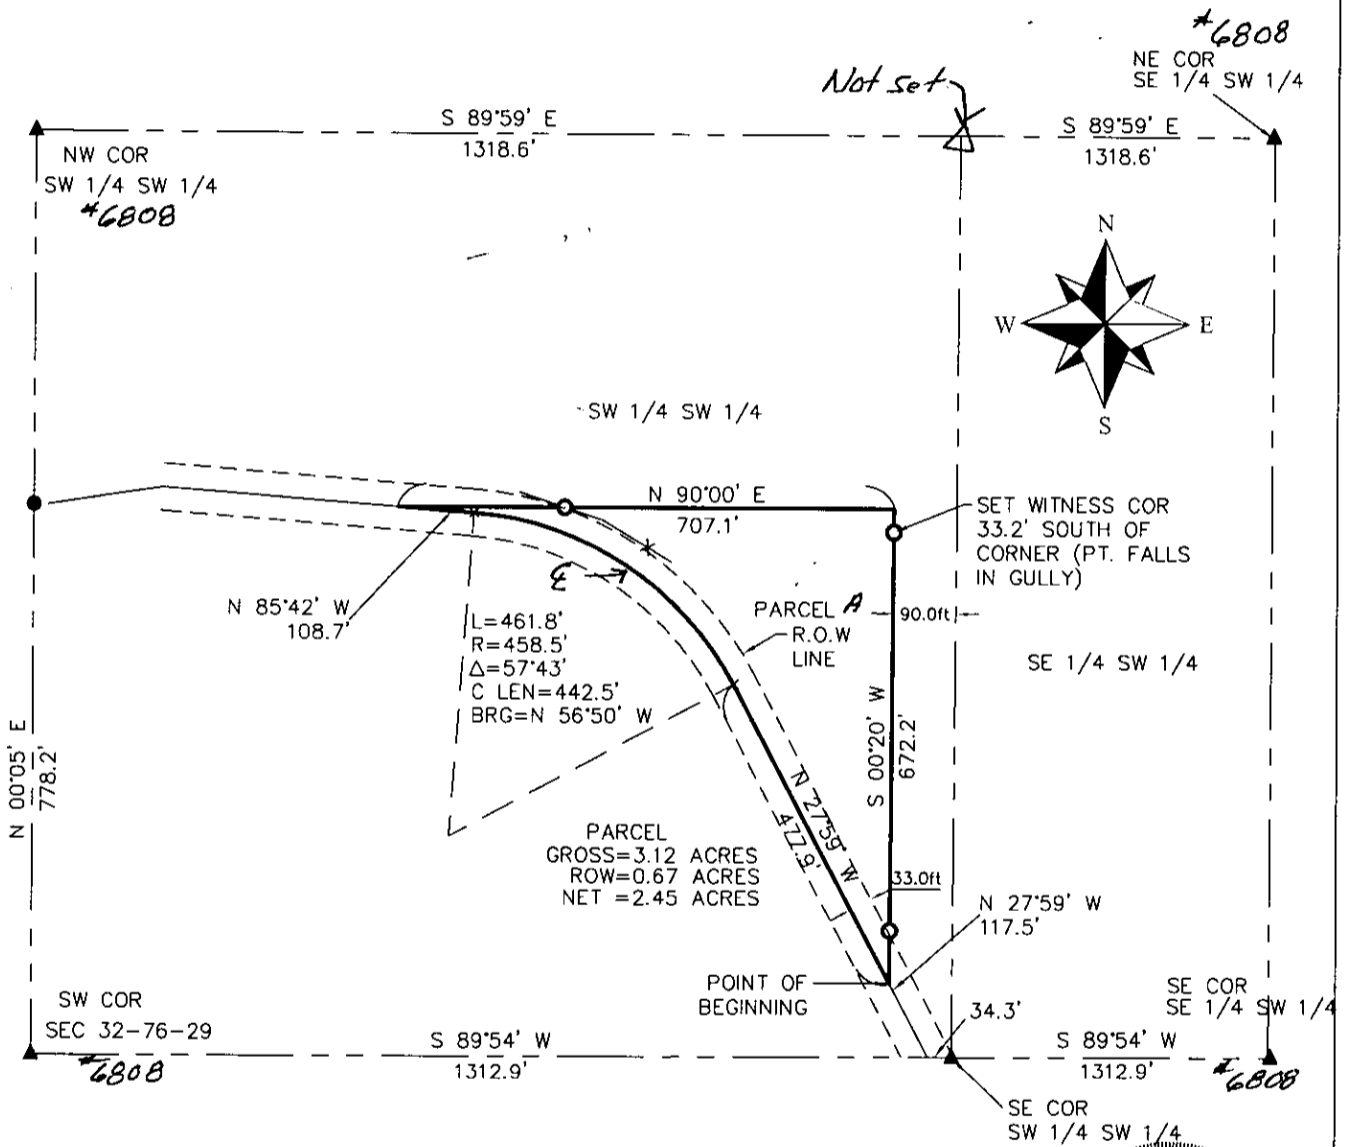 #6808
NE COR
SE 1/4 SW 1/4
Not set
S 89°59' E
1318.6'
S 89°59' E
1318.6'
NW COR
SW 1/4 SW 1/4
#6808
N
W
E
S
SW 1/4 SW 1/4
N 90°00' E
707.1'
SET WITNESS COR
33.2' SOUTH OF
CORNER (PT. FALLS
IN GULLY)
℄
N 85°42' W
108.7'
PARCEL A
90.0ft
R.O.W
LINE
L=461.8'
R=458.5'
Δ=57°43'
C LEN=442.5'
BRG=N 56°50' W
SE 1/4 SW 1/4
S 00°20' W
672.2'
N 00°05' E
778.2'
N 27°59' W
477.9'
PARCEL
GROSS=3.12 ACRES
ROW=0.67 ACRES
NET =2.45 ACRES
33.0ft
N 27°59' W
117.5'
POINT OF
BEGINNING
34.3'
SW COR
SEC 32-76-29
#6808
S 89°54' W
1312.9'
S 89°54' W
1312.9'
SE COR
SE 1/4 SW 1/4
#6808
SE COR
SW 1/4 SW 1/4